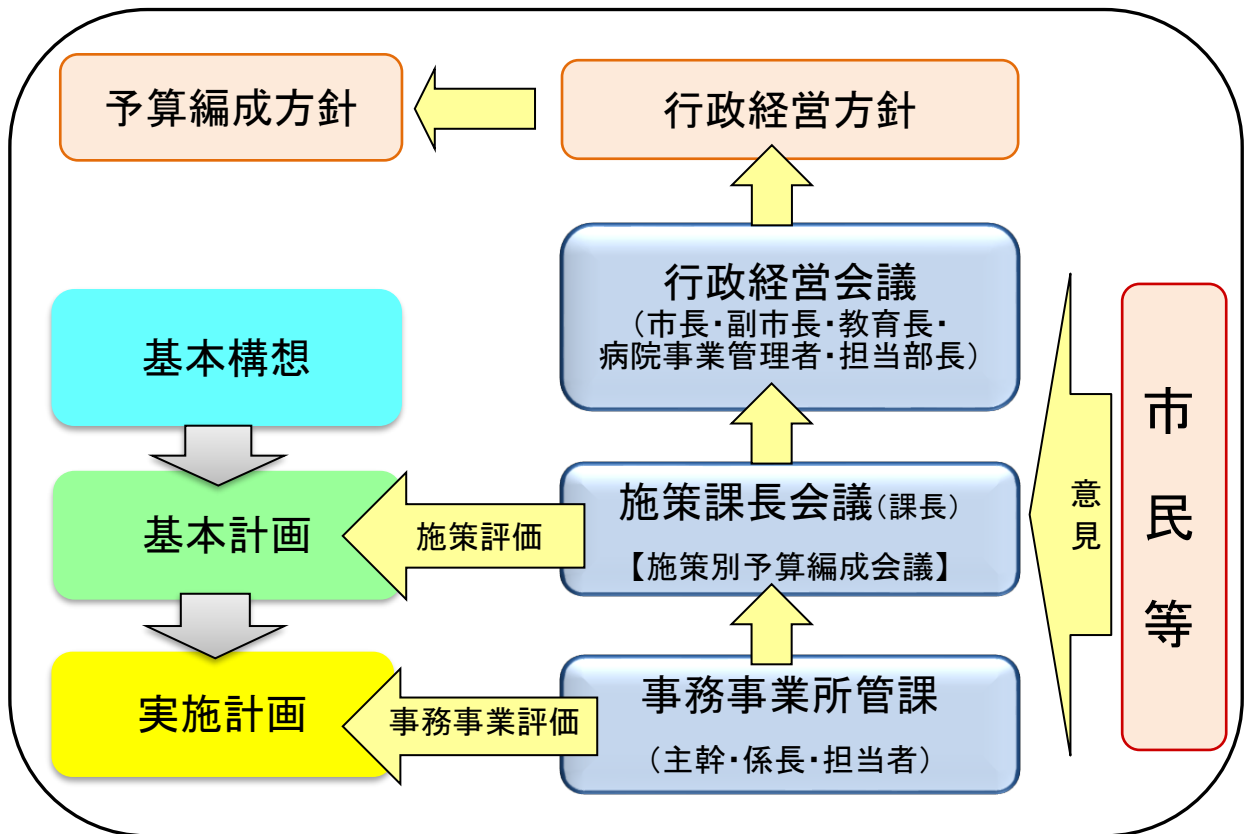 予算編成方針
行政経営方針
行政経営会議
（市長・副市長・教育長・
病院事業管理者・担当部長）
基本構想
基本計画
施策評価
施策課長会議（課長）
【施策別予算編成会議】
実施計画
事務事業評価
事務事業所管課
（主幹・係長・担当者）
意見
市民等